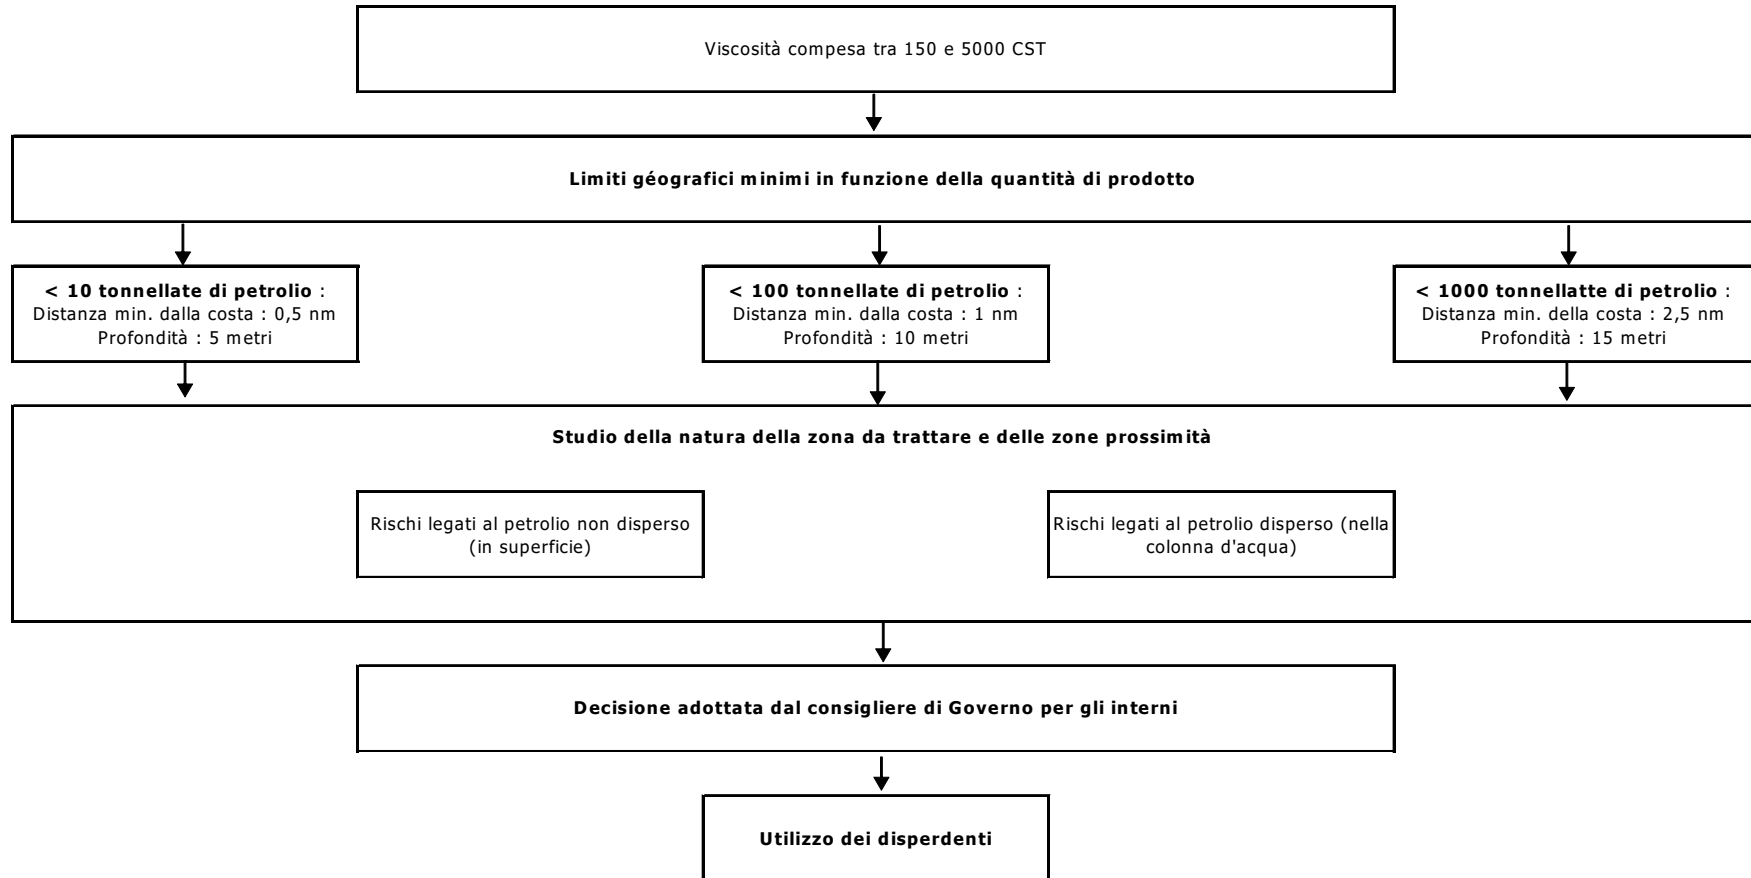 Viscosità compesa tra 150 e 5000 CST
Limiti géografici minimi in funzione della quantità di prodotto
< 10 tonnellate di petrolio :
Distanza min. dalla costa : 0,5 nm
Profondità : 5 metri
< 100 tonnellate di petrolio :
Distanza min. dalla costa : 1 nm
Profondità : 10 metri
< 1000 tonnellatte di petrolio :
Distanza min. della costa : 2,5 nm
Profondità : 15 metri
Studio della natura della zona da trattare e delle zone prossimità
Rischi legati al petrolio non disperso
(in superficie)
Rischi legati al petrolio disperso (nella
colonna d'acqua)
Decisione adottata dal consigliere di Governo per gli interni
Utilizzo dei disperdenti